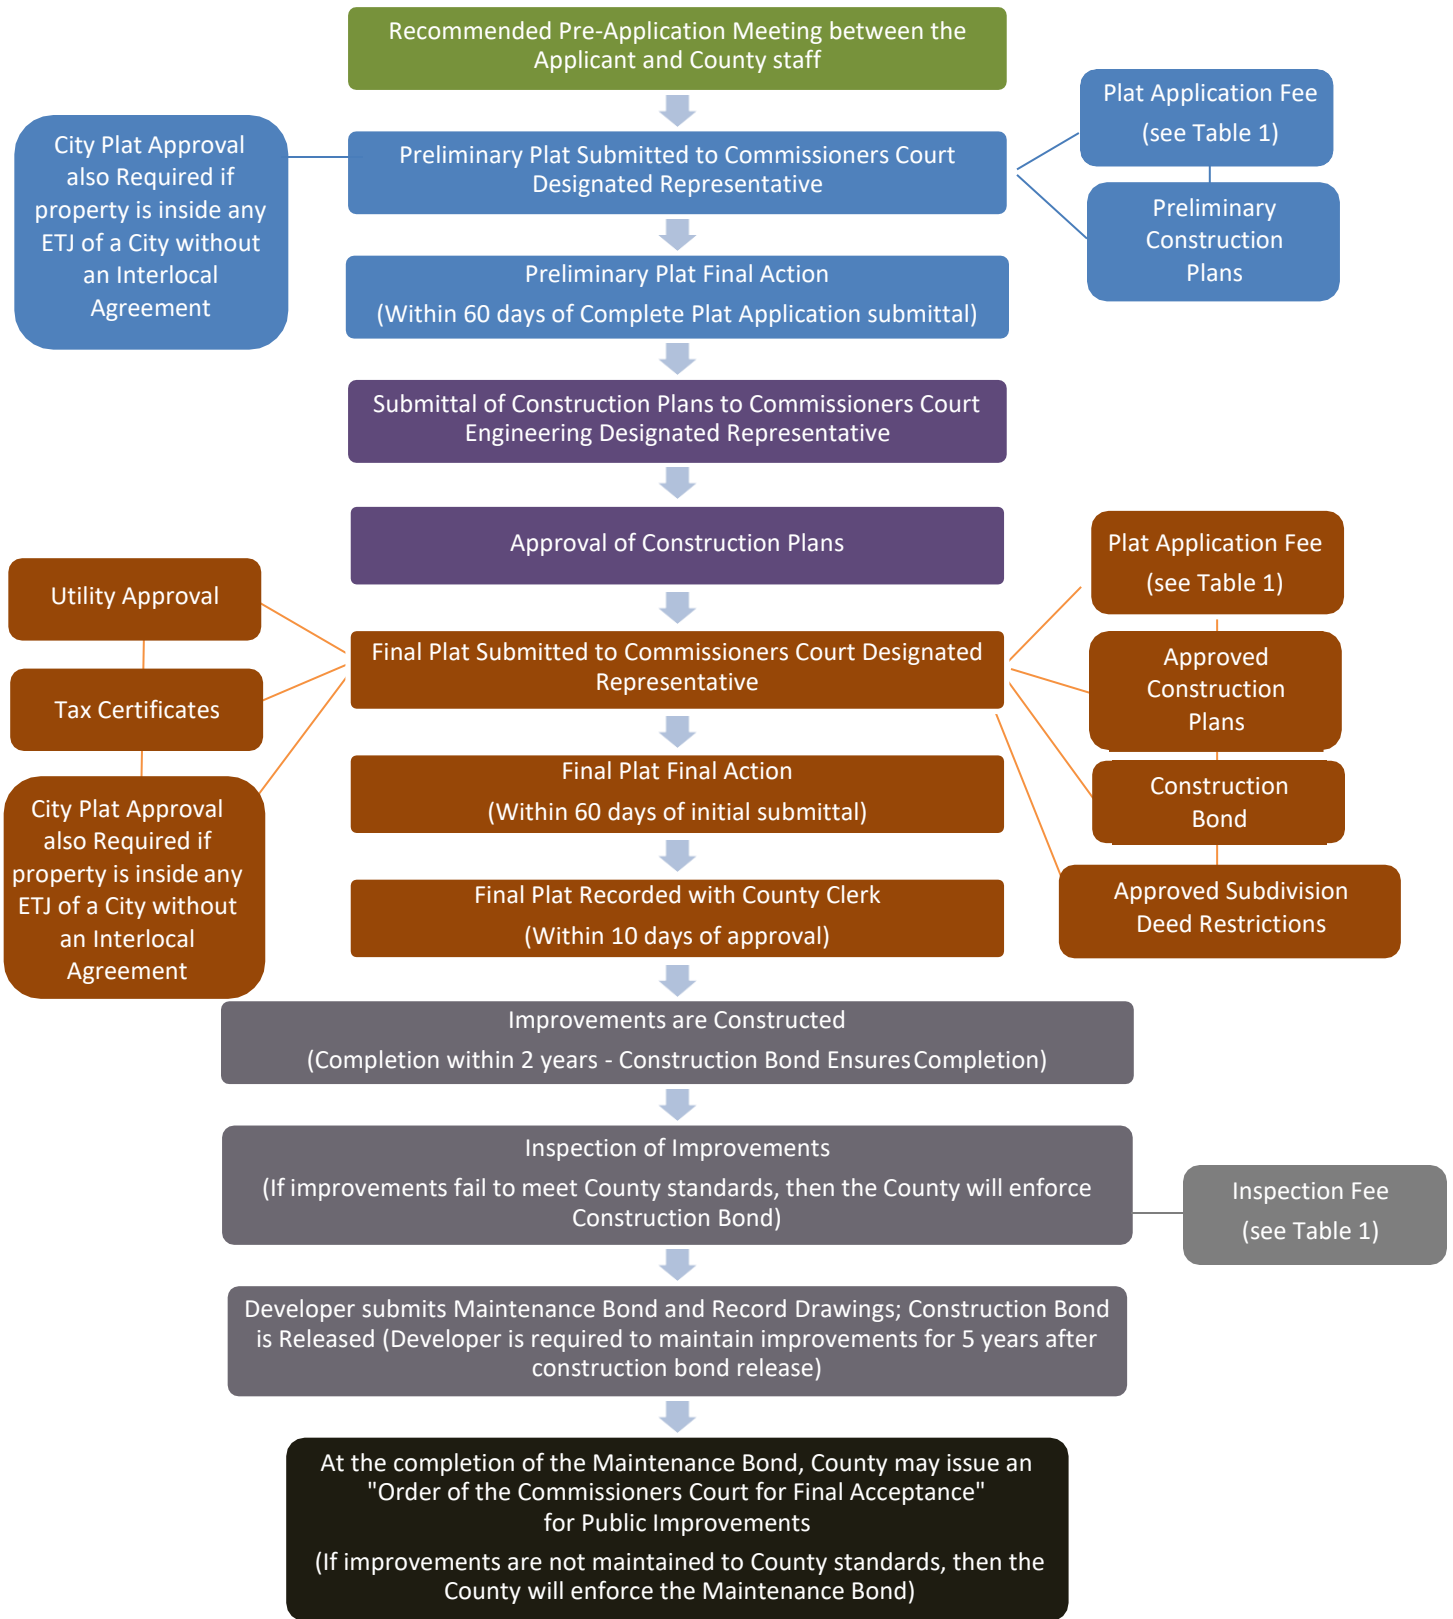 Recommended Pre-Application Meeting between the
Applicant and County staff
Plat Application Fee
(see Table 1)
City Plat Approval
also Required if
property is inside any
ETJ of a City without
an Interlocal
Agreement
Preliminary Plat Submitted to Commissioners Court
Designated Representative
Preliminary
Construction
Plans
Preliminary Plat Final Action
(Within 60 days of Complete Plat Application submittal)
Submittal of Construction Plans to Commissioners Court
Engineering Designated Representative
Approval of Construction Plans
Plat Application Fee
(see Table 1)
Utility Approval
Final Plat Submitted to Commissioners Court Designated
Representative
Approved
Construction
Plans
Tax Certificates
Final Plat Final Action
(Within 60 days of initial submittal)
Construction
Bond
City Plat Approval
also Required if
property is inside any
ETJ of a City without
an Interlocal
Agreement
Final Plat Recorded with County Clerk
(Within 10 days of approval)
Approved Subdivision
Deed Restrictions
Improvements are Constructed
(Completion within 2 years - Construction Bond Ensures Completion)
Inspection of Improvements
(If improvements fail to meet County standards, then the County will enforce
Construction Bond)
Inspection Fee
(see Table 1)
Developer submits Maintenance Bond and Record Drawings; Construction Bond
is Released (Developer is required to maintain improvements for 5 years after
construction bond release)
At the completion of the Maintenance Bond, County may issue an
"Order of the Commissioners Court for Final Acceptance"
for Public Improvements
(If improvements are not maintained to County standards, then the
County will enforce the Maintenance Bond)